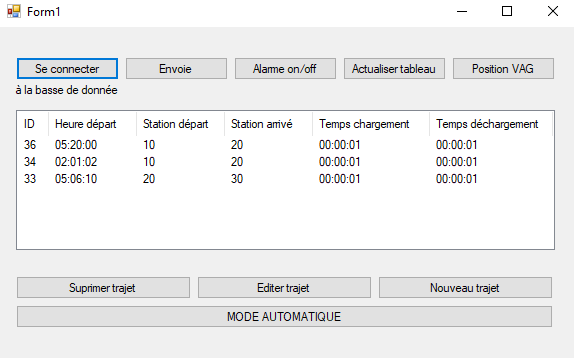 Form1
Se connecter Envoie Alarme on/off Actualiser tableau Position VAG
à la basse de donnée
ID Heure départ Station départ Station arrivé Temps chargement Temps déchargement
36 05:20:00 10 20 00:00:01 00:00:01
34 02:01:02 10 20 00:00:01 00:00:01
33 05:06:10 20 30 00:00:01 00:00:01
Suprimer trajet Editer trajet Nouveau trajet
MODE AUTOMATIQUE